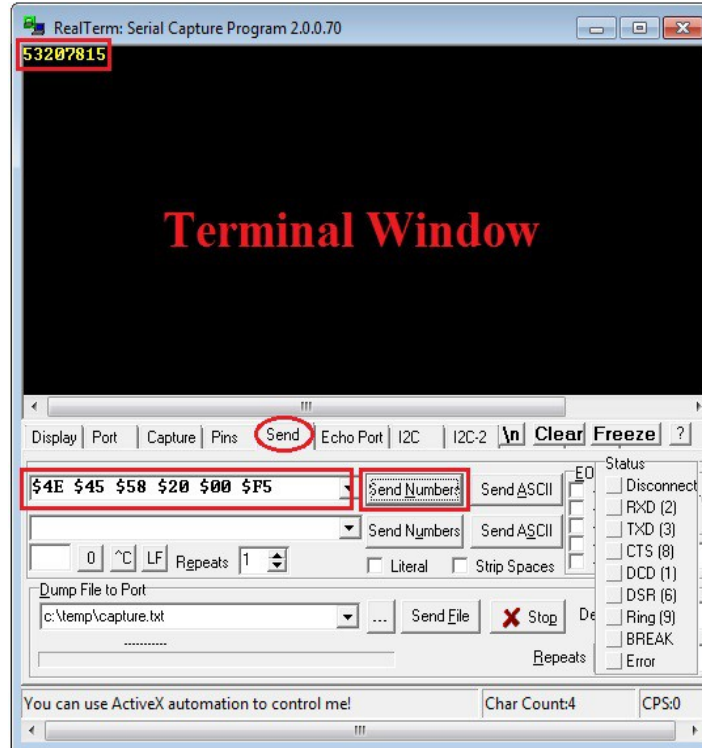 RealTerm: Serial Capture Program 2.0.0.70
53207815
Terminal Window
Display Port Capture Pins Send Echo Port I2C I2C-2 \n Clear Freeze ?
$4E $45 $58 $20 $00 $F5 Send Numbers Send ASCII EO
Send Numbers Send ASCII
0 ^C LF Repeats 1 Literal Strip Spaces
Dump File to Port
c:\temp\capture.txt ... Send File Stop De
----------
Repeats
Status
Disconnect
RXD (2)
TXD (3)
CTS (8)
DCD (1)
DSR (6)
Ring (9)
BREAK
Error
You can use ActiveX automation to control me! Char Count:4 CPS:0